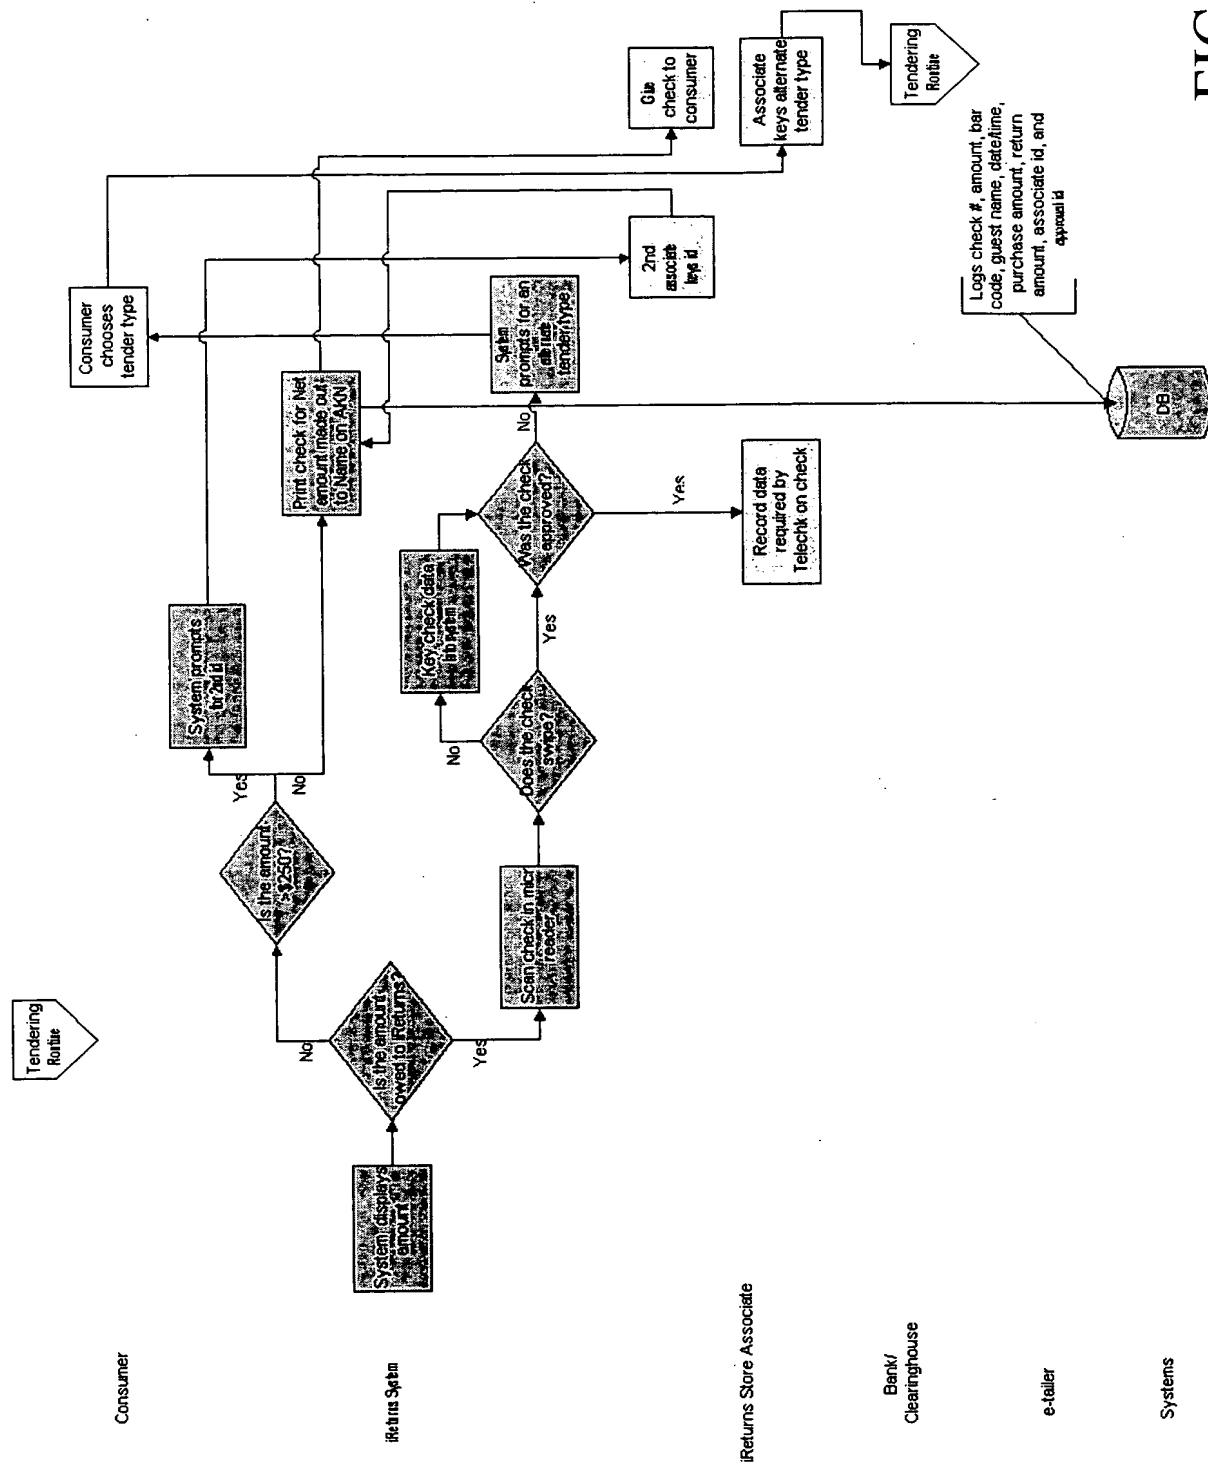 Tendering
Routine
Consumer
iReturns System
iReturns Store Associate
Bank/
Clearinghouse
e-tailer
Systems
System displays
amount
Is the amount
owed to iReturns?
No
Yes
Is the amount
>$250?
Yes
No
System prompts
for 2nd id
Print check for Net
amount made out
to Name on AKN
Consumer
chooses
tender type
Scan check in micr
reader
Does the check
swipe?
No
Yes
Key check data
into system
Was the check
approved?
No
Yes
System
prompts for an
alternate
tender type
2nd
associate
keys id
Give
check to
consumer
Associate
keys alternate
tender type
Tendering
Routine
Record data
required by
Telechk on check
Logs check #, amount, bar
code, guest name, date/time,
purchase amount, return
amount, associate id, and
approval id
DB
FIG